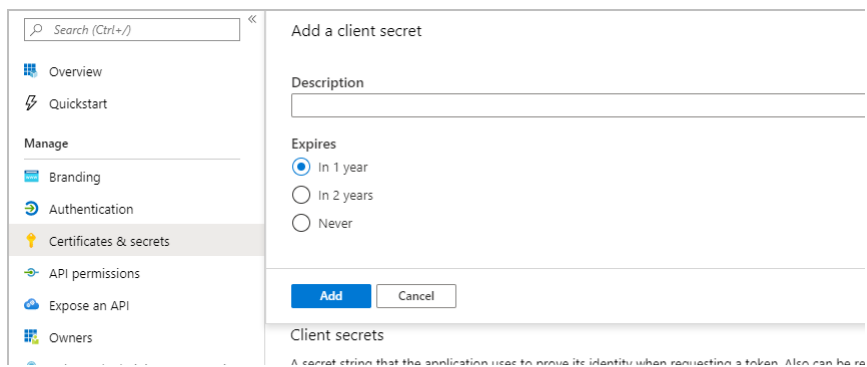 Search (Ctrl+/)
«
Overview
Quickstart
Manage
Branding
Authentication
Certificates & secrets
API permissions
Expose an API
Owners
Add a client secret
Description
Expires
In 1 year
In 2 years
Never
Add
Cancel
Client secrets
A secret string that the application uses to prove its identity when requesting a token. Also can be re